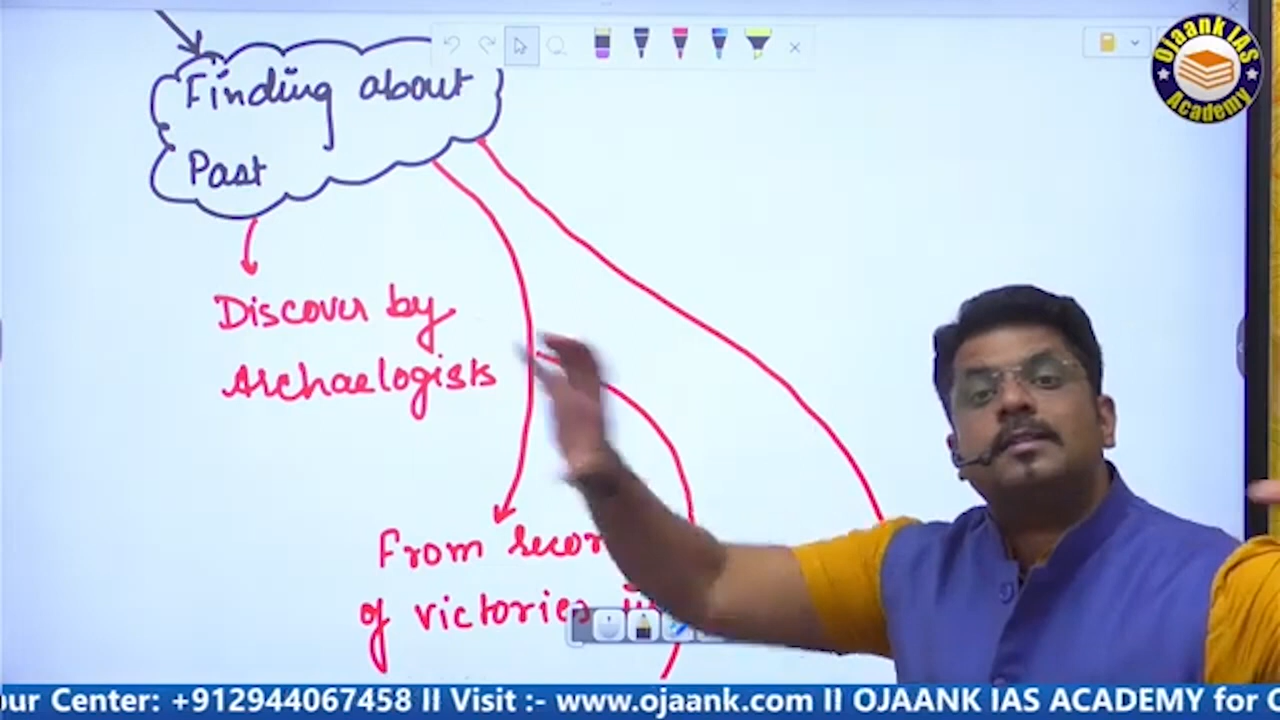 Finding about
Past
Discover by
Archaelogists
From recor
of victories
Ojaank IAS
Academy
our Center: +912944067458 II Visit :- www.ojaank.com II OJAANK IAS ACADEMY for C